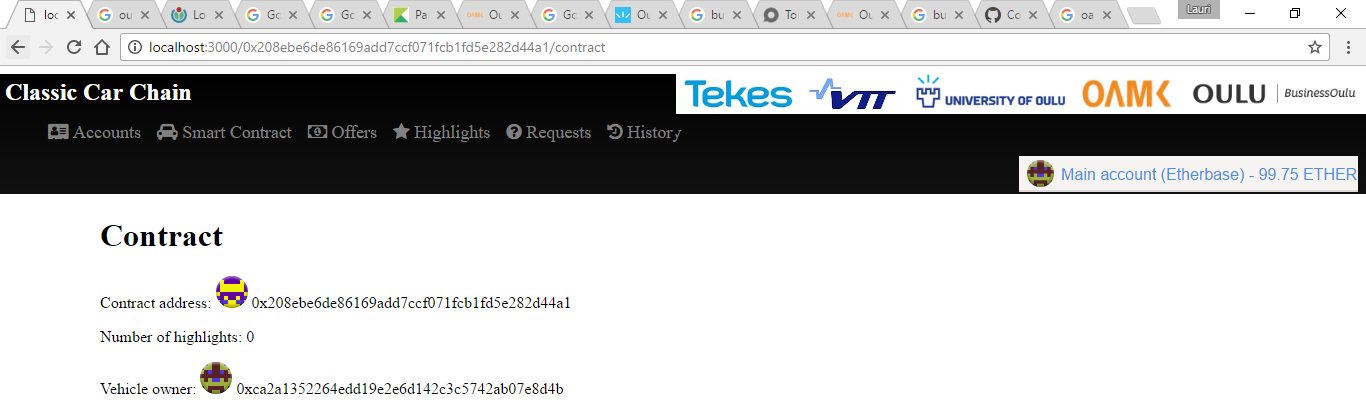 loc ou Lo Go Go Pa Ou Go Ou bu To Ou bu Co oa Lauri
localhost:3000/0x208ebe6de86169add7ccf071fcb1fd5e282d44a1/contract
Classic Car Chain
Tekes VTT UNIVERSITY OF OULU OAMK OULU BusinessOulu
Accounts Smart Contract Offers Highlights Requests History
Main account (Etherbase) - 99.75 ETHER
Contract
Contract address: 0x208ebe6de86169add7ccf071fcb1fd5e282d44a1
Number of highlights: 0
Vehicle owner: 0xca2a1352264edd19e2e6d142c3c5742ab07e8d4b